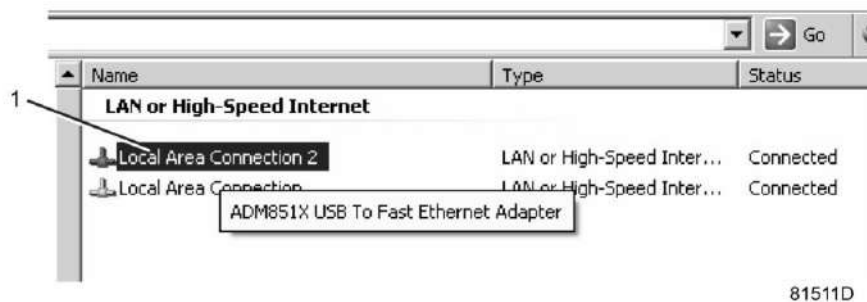 Go
Name Type Status
LAN or High-Speed Internet
1
Local Area Connection 2 LAN or High-Speed Inter... Connected
Local Area Connection LAN or High-Speed Inter... Connected
ADM851X USB To Fast Ethernet Adapter
81511D